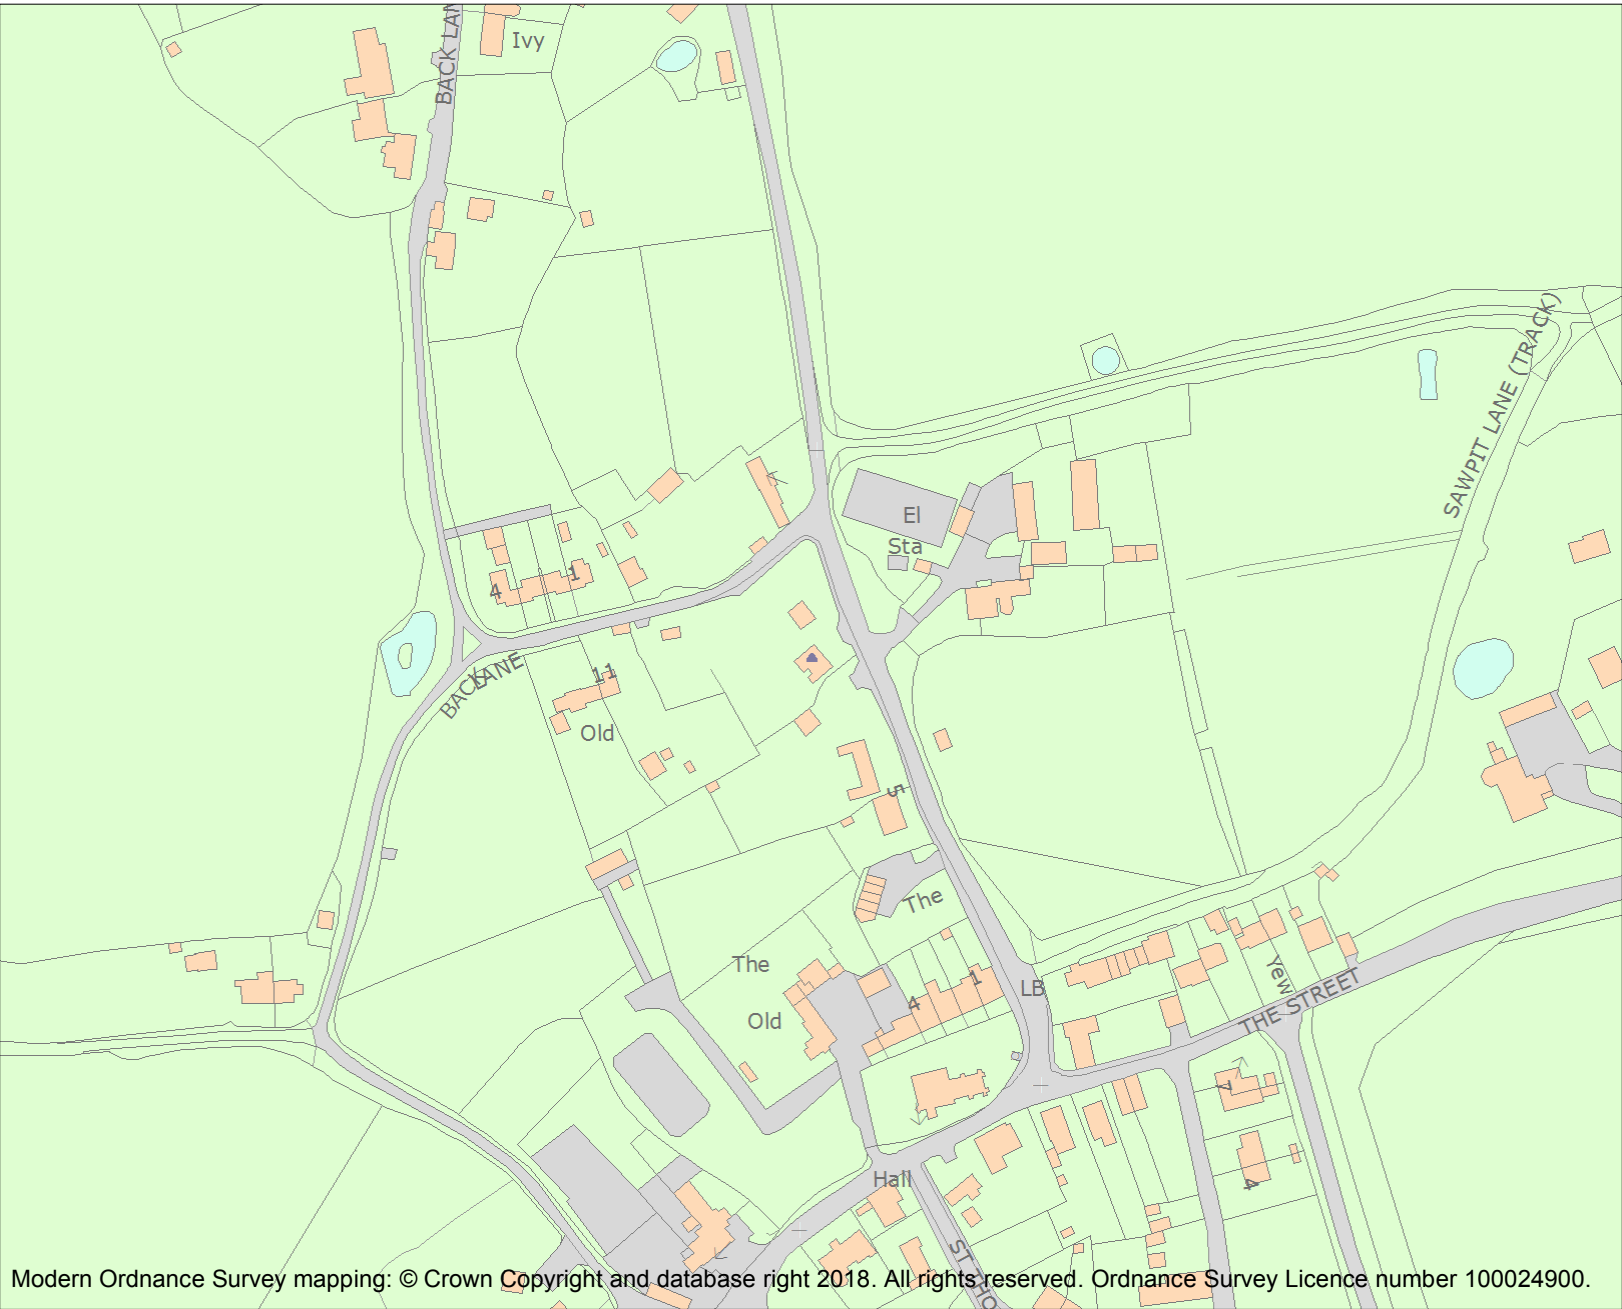 BACK LAN
Ivy
SAWPIT LANE (TRACK)
El
Sta
1
4
BACK
LANE
11
Old
5
The
The
Old
4
1
LB
Yew
THE STREET
7
4
Hall
ST THO
Modern Ordnance Survey mapping: © Crown Copyright and database right 2018. All rights reserved. Ordnance Survey Licence number 100024900.